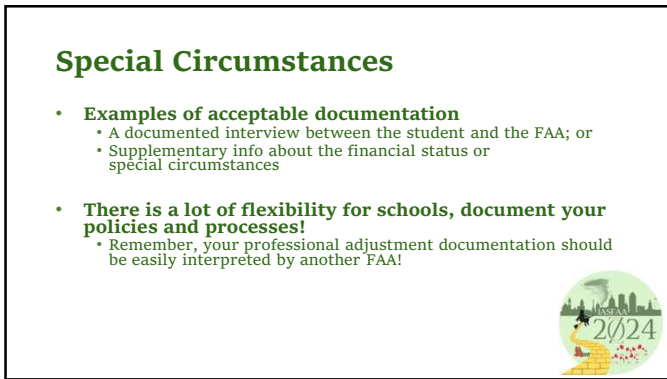 Special Circumstances
• Examples of acceptable documentation
• A documented interview between the student and the FAA; or
• Supplementary info about the financial status or
special circumstances
• There is a lot of flexibility for schools, document your
policies and processes!
• Remember, your professional adjustment documentation should
be easily interpreted by another FAA!
IASFAA
2024